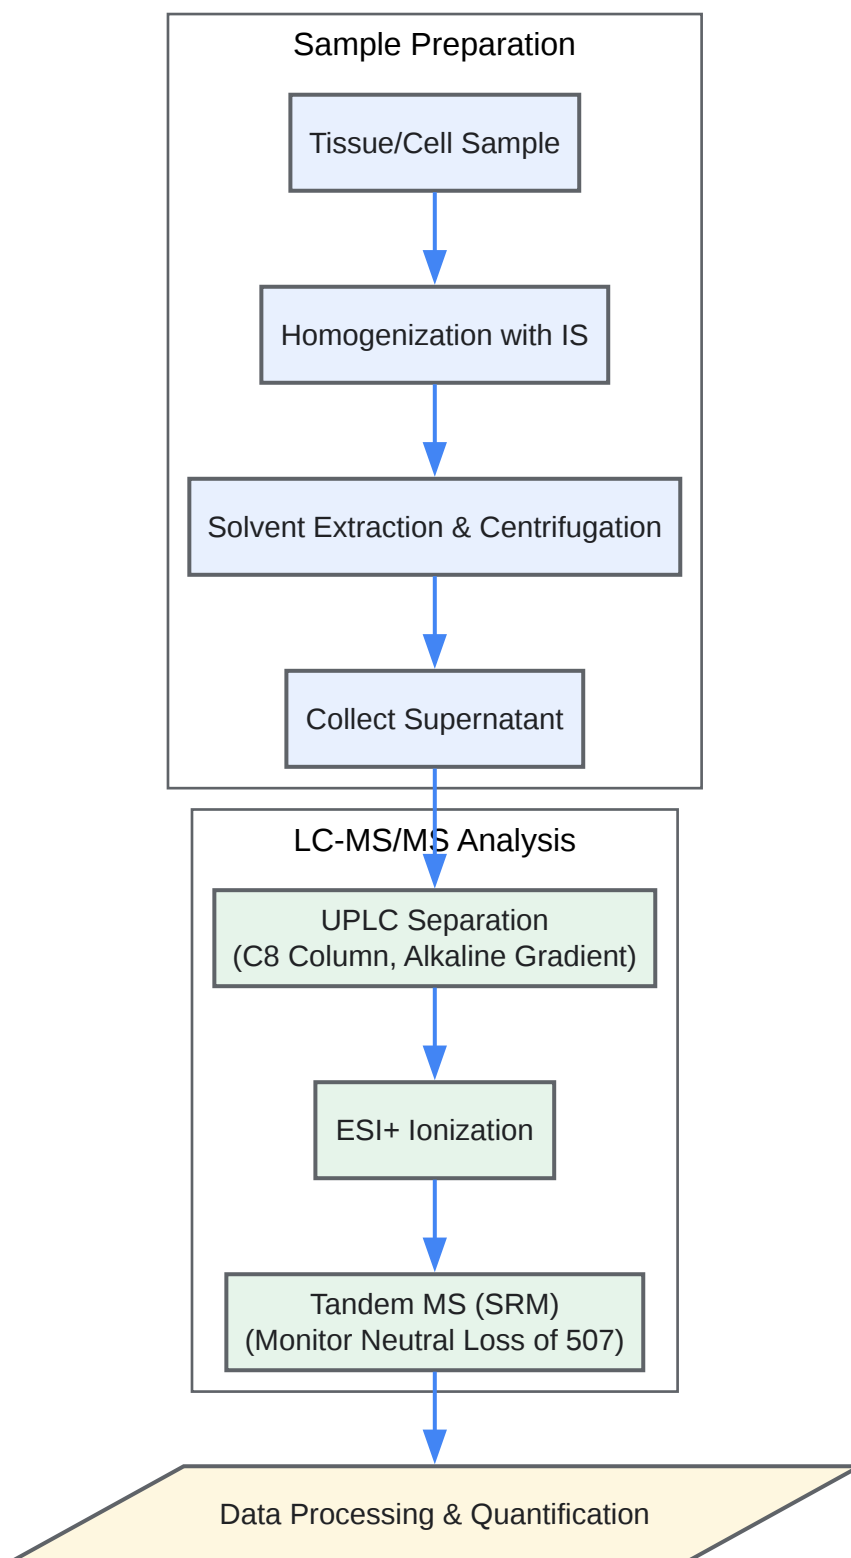 Sample Preparation
Tissue/Cell Sample
Homogenization with IS
Solvent Extraction & Centrifugation
Collect Supernatant
LC-MS/MS Analysis
UPLC Separation
(C8 Column, Alkaline Gradient)
ESI+ Ionization
Tandem MS (SRM)
(Monitor Neutral Loss of 507)
Data Processing & Quantification